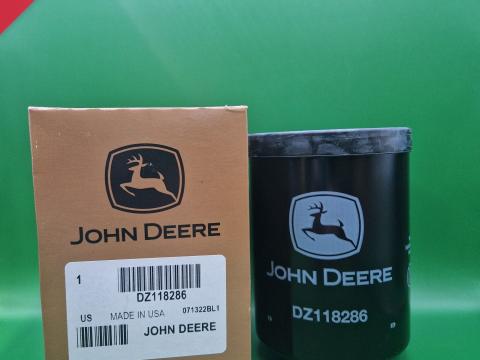 JOHN DEERE
1
DZ118286
US MADE IN USA 071322BL1
JOHN DEERE
JOHN DEERE
DZ118286